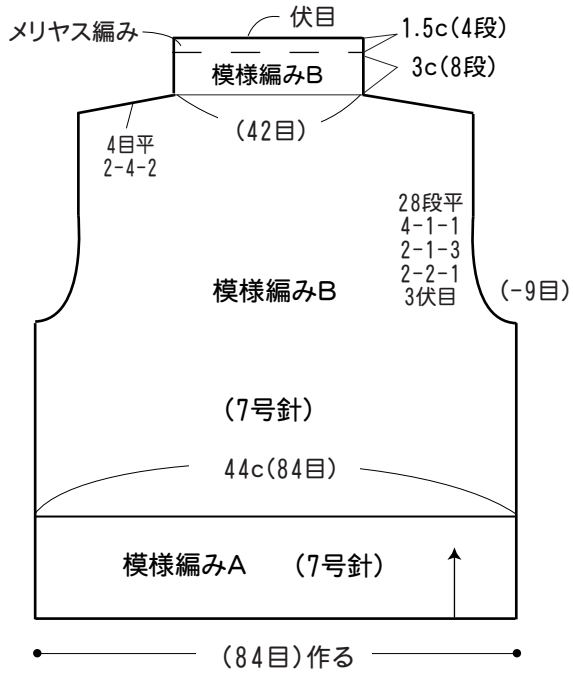 伏目
メリヤス編み
1.5c(4段)
模様編みB
3c(8段)
(42目)
4目平
2-4-2
28段平
4-1-1
2-1-3
2-2-1
3伏目
(-9目)
模様編みB
(7号針)
44c(84目)
模様編みA (7号針)
(84目)作る